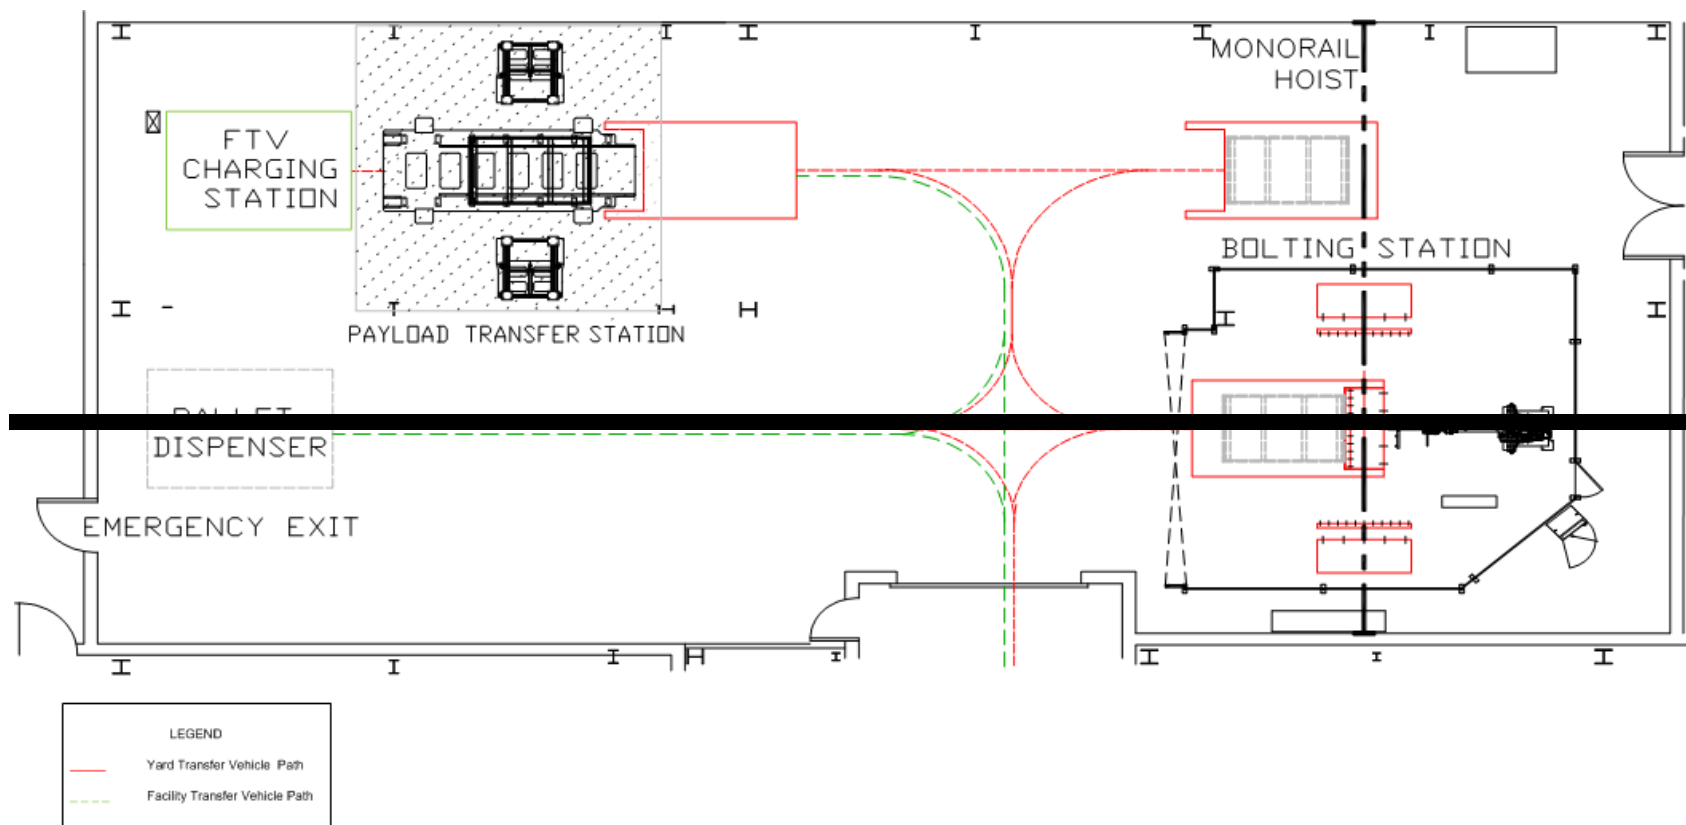 MONORAIL
HOIST
FTV
CHARGING
STATION
BOLTING STATION
PAYLOAD TRANSFER STATION
DISPENSER
EMERGENCY EXIT
LEGEND
Yard Transfer Vehicle Path
Facility Transfer Vehicle Path